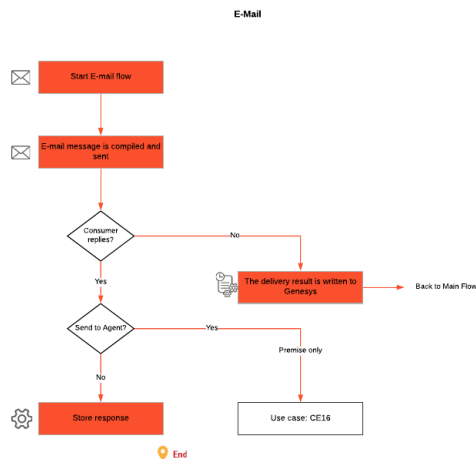 E-Mail
Start E-mail flow
E-mail message is compiled and
sent
Consumer
replies?
No
The delivery result is written to
Genesys
Back to Main Flow
Yes
Send to Agent?
Yes
Premise only
No
Store response
Use case: CE16
End